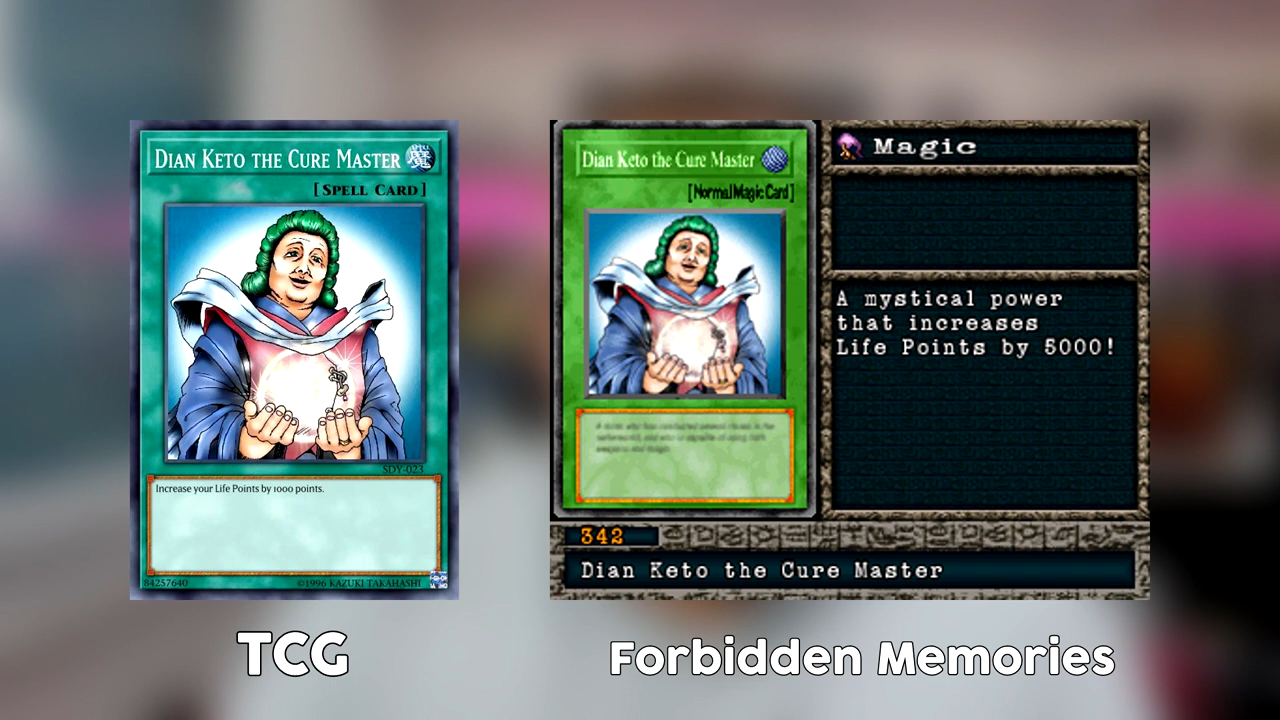 DIAN KETO THE CURE MASTER 魔
[ SPELL CARD ]
SDY-023
Increase your Life Points by 1000 points.
84257640
©1996 KAZUKI TAKAHASHI
TCG
Dian Keto the Cure Master
[Normal Magic Card]
Magic
A mystical power
that increases
Life Points by 5000!
342
Dian Keto the Cure Master
Forbidden Memories